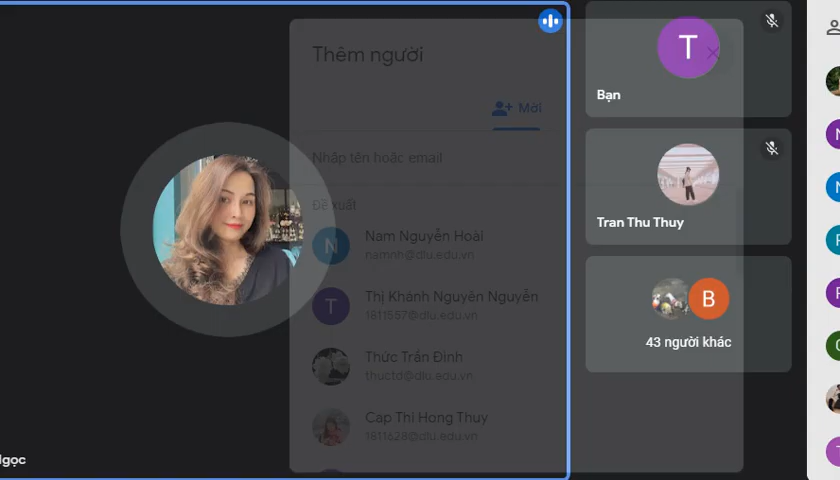 Thêm người
Mời
Nhập tên hoặc email
Đề xuất
N
Nam Nguyễn Hoài
namnh@dlu.edu.vn
T
Thị Khánh Nguyên Nguyễn
1811557@dlu.edu.vn
Thức Trần Đình
thuctd@dlu.edu.vn
Cap Thi Hong Thuy
1811628@dlu.edu.vn
T
Bạn
Tran Thu Thuy
B
43 người khác